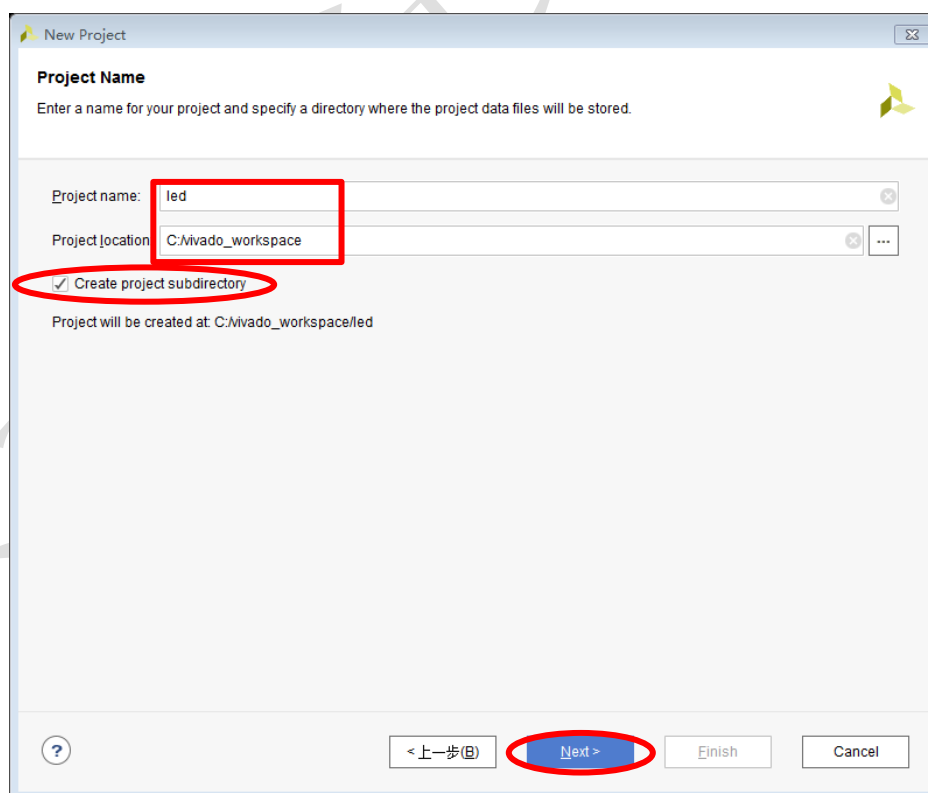 New Project
Project Name
Enter a name for your project and specify a directory where the project data files will be stored.
Project name: led
Project location: C:/vivado_workspace ...
Create project subdirectory
Project will be created at: C:/vivado_workspace/led
? <上一步(B) Next > Finish Cancel